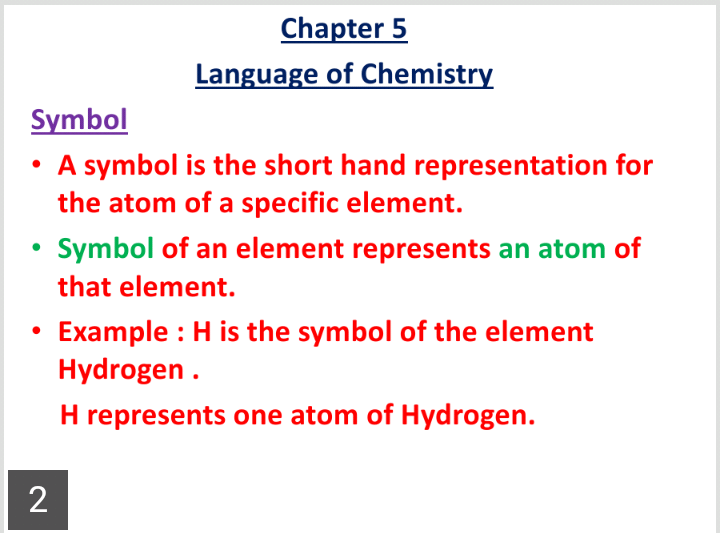 Chapter 5
Language of Chemistry
Symbol
• A symbol is the short hand representation for
the atom of a specific element.
• Symbol of an element represents an atom of
that element.
• Example : H is the symbol of the element
Hydrogen .
H represents one atom of Hydrogen.
2